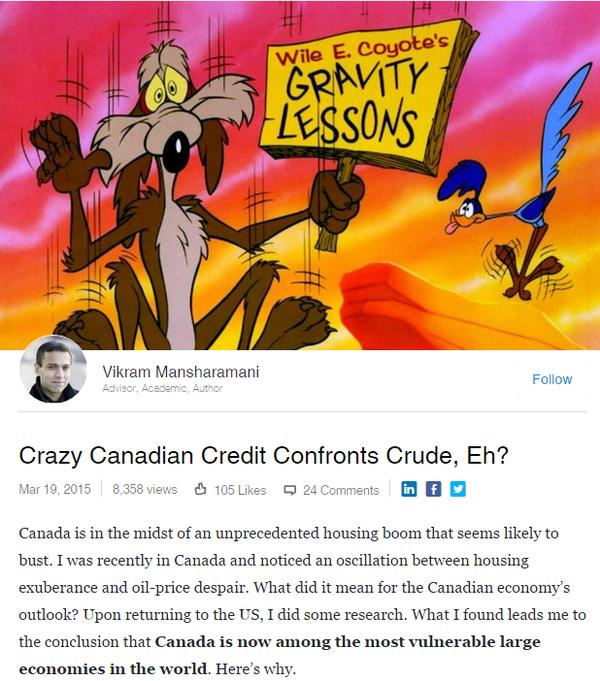 Wile E. Coyote's
GRAVITY
LESSONS
Vikram Mansharamani
Advisor, Academic, Author
Follow
Crazy Canadian Credit Confronts Crude, Eh?
Mar 19, 2015 8,358 views 105 Likes 24 Comments in f
Canada is in the midst of an unprecedented housing boom that seems likely to
bust. I was recently in Canada and noticed an oscillation between housing
exuberance and oil-price despair. What did it mean for the Canadian economy's
outlook? Upon returning to the US, I did some research. What I found leads me to
the conclusion that Canada is now among the most vulnerable large
economies in the world. Here's why.